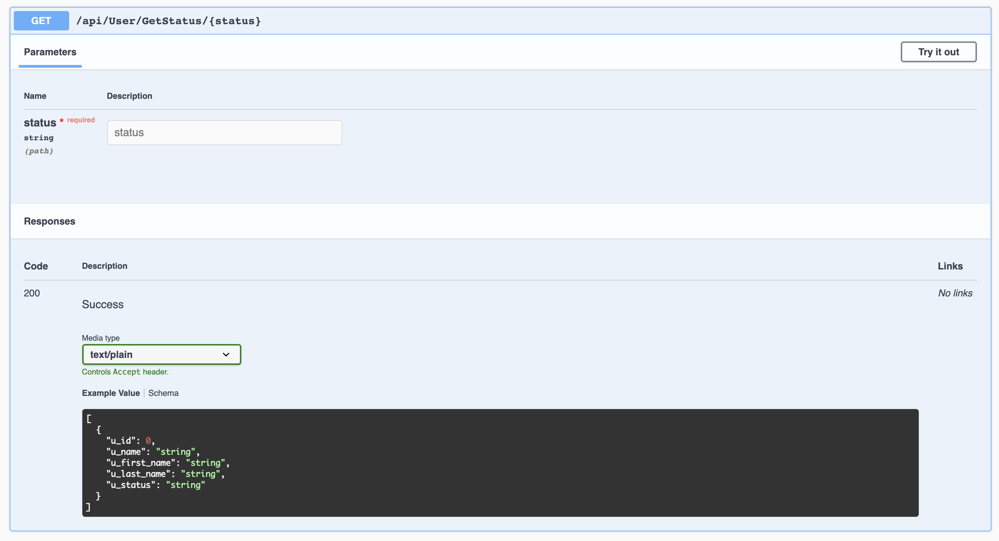 GET /api/User/GetStatus/{status}
Parameters
Try it out
Name Description
status * required
string
(path)
status
Responses
Code Description Links
200
Success
No links
Media type
text/plain
Controls Accept header.
Example Value Schema
[
{
"u_id": 0,
"u_name": "string",
"u_first_name": "string",
"u_last_name": "string",
"u_status": "string"
}
]